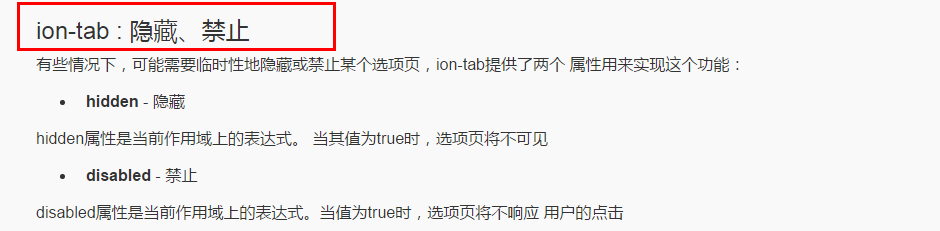 ion-tab : 隐藏、禁止
有些情况下，可能需要临时性地隐藏或禁止某个选项页，ion-tab提供了两个 属性用来实现这个功能：
• hidden - 隐藏
hidden属性是当前作用域上的表达式。 当其值为true时，选项页将不可见
• disabled - 禁止
disabled属性是当前作用域上的表达式。当值为true时，选项页将不响应 用户的点击